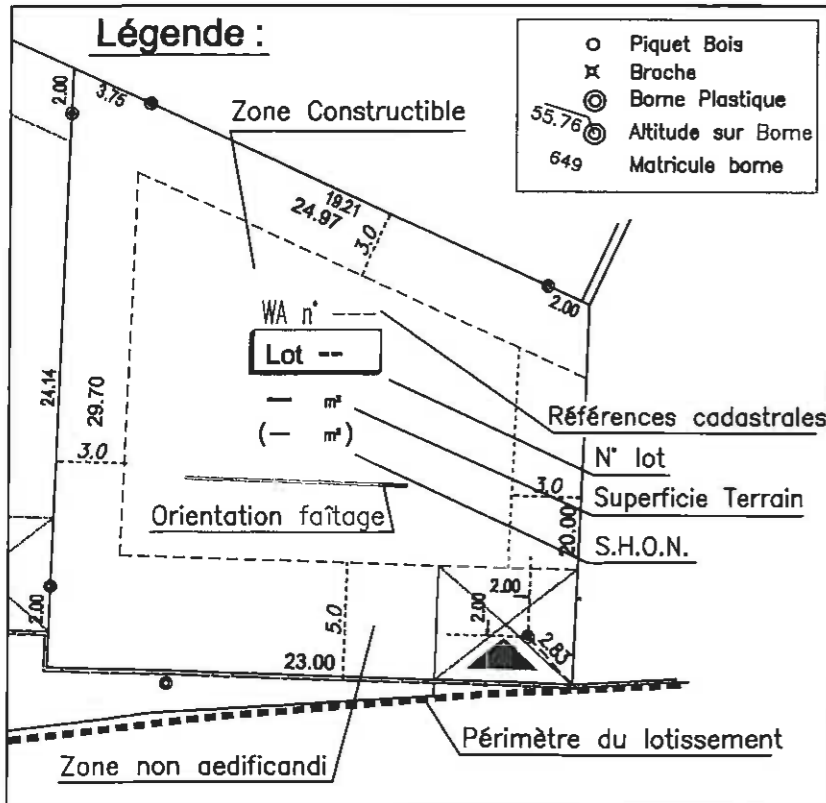 Légende :
Piquet Bois
Broche
Borne Plastique
55.76
Altitude sur Borne
649
Matricule borne
2.00
3.75
Zone Constructible
19.21
24.97
3.0
2.00
WA n°
Lot --
m²
(— m²)
24.14
29.70
3.0
Références cadastrales
N° lot
3.0
Superficie Terrain
20.00
Orientation faîtage
S.H.O.N.
2.00
2.00
2.00
5.0
2.83
23.00
Périmètre du lotissement
Zone non aedificandi